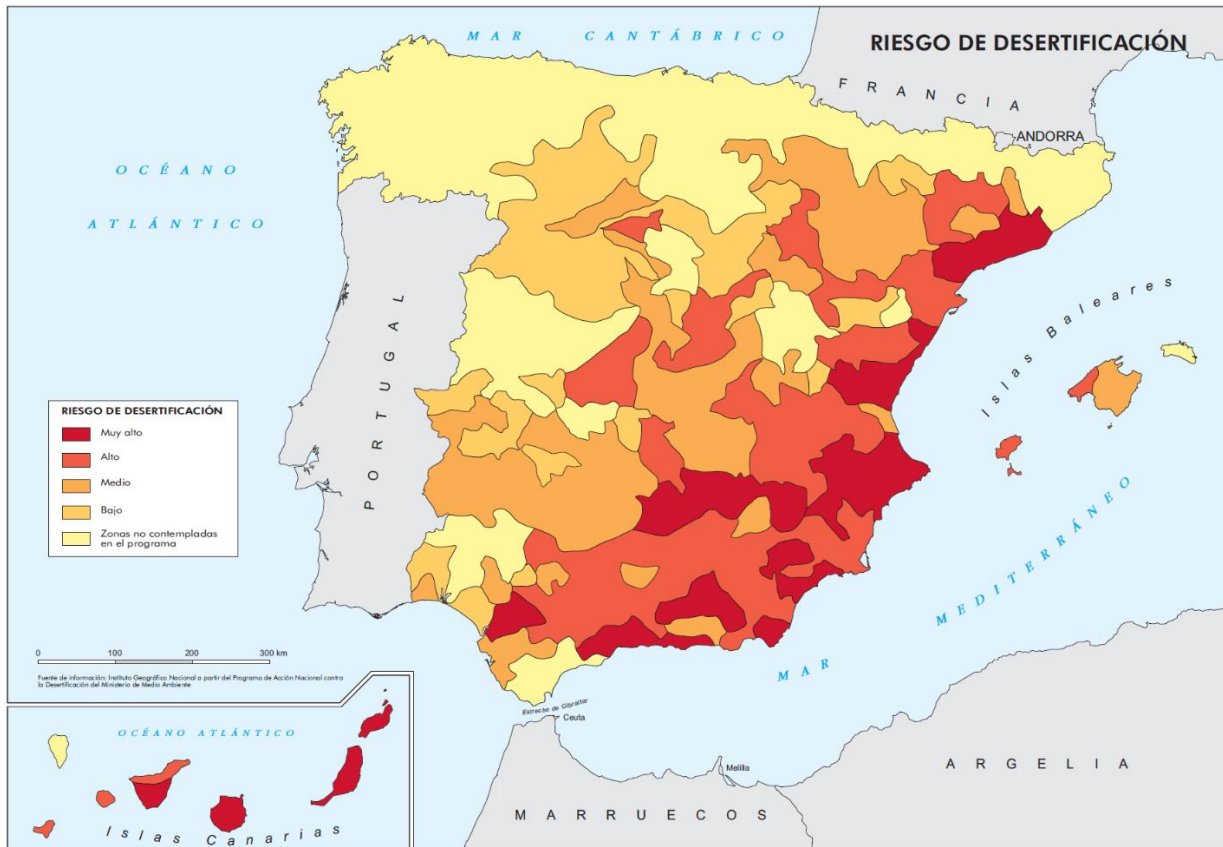 MAR CANTÁBRICO
RIESGO DE DESERTIFICACIÓN
FRANCIA
ANDORRA
OCÉANO
ATLÁNTICO
PORTUGAL
Islas Baleares
RIESGO DE DESERTIFICACIÓN
Muy alto
Alto
Medio
Bajo
Zonas no contempladas
en el programa
MAR MEDITERRÁNEO
0 100 200 300 km
Fuente de información: Instituto Geográfico Nacional a partir del Programa de Acción Nacional contra
la Desertificación del Ministerio de Medio Ambiente
Estrecho de Gibraltar
Ceuta
OCÉANO ATLÁNTICO
Melilla
ARGELIA
MARRUECOS
Islas Canarias